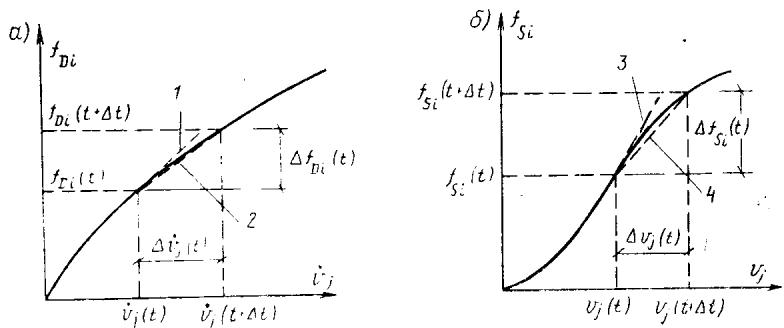 а)
f_Di
f_Di(t+Δt)
f_Di(t)
1
2
Δf_Di(t)
Δv̇_j(t)
v̇_j
v̇_j(t)
v̇_j(t+Δt)
б)
f_Si
f_Si(t+Δt)
f_Si(t)
3
4
Δf_Si(t)
Δv_j(t)
v_j
v_j(t)
v_j(t+Δt)